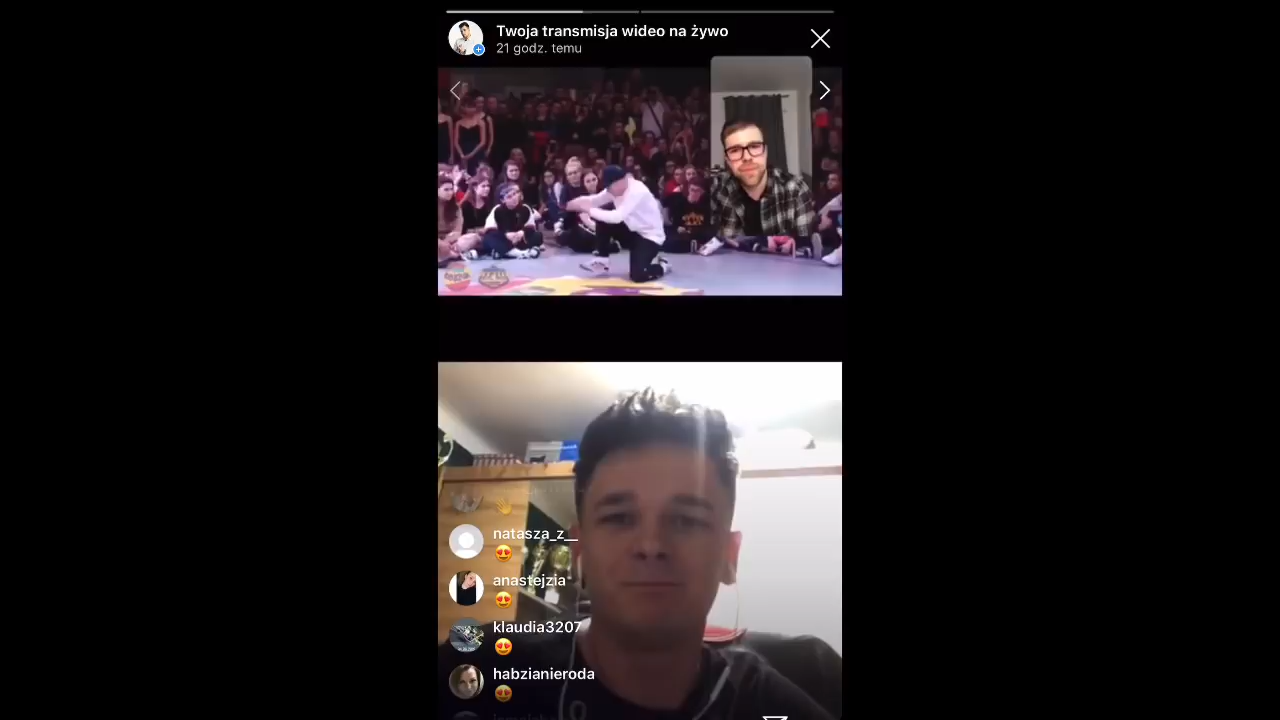 Twoja transmisja wideo na żywo
21 godz. temu
natasza_z__
anastejzia
klaudia3207
habzianieroda